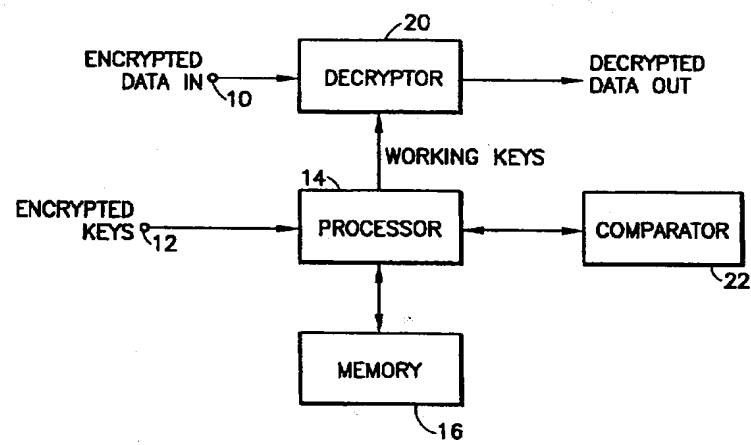 20
ENCRYPTED
DATA IN
10
DECRYPTOR
DECRYPTED
DATA OUT
WORKING KEYS
14
ENCRYPTED
KEYS
12
PROCESSOR
COMPARATOR
22
MEMORY
16